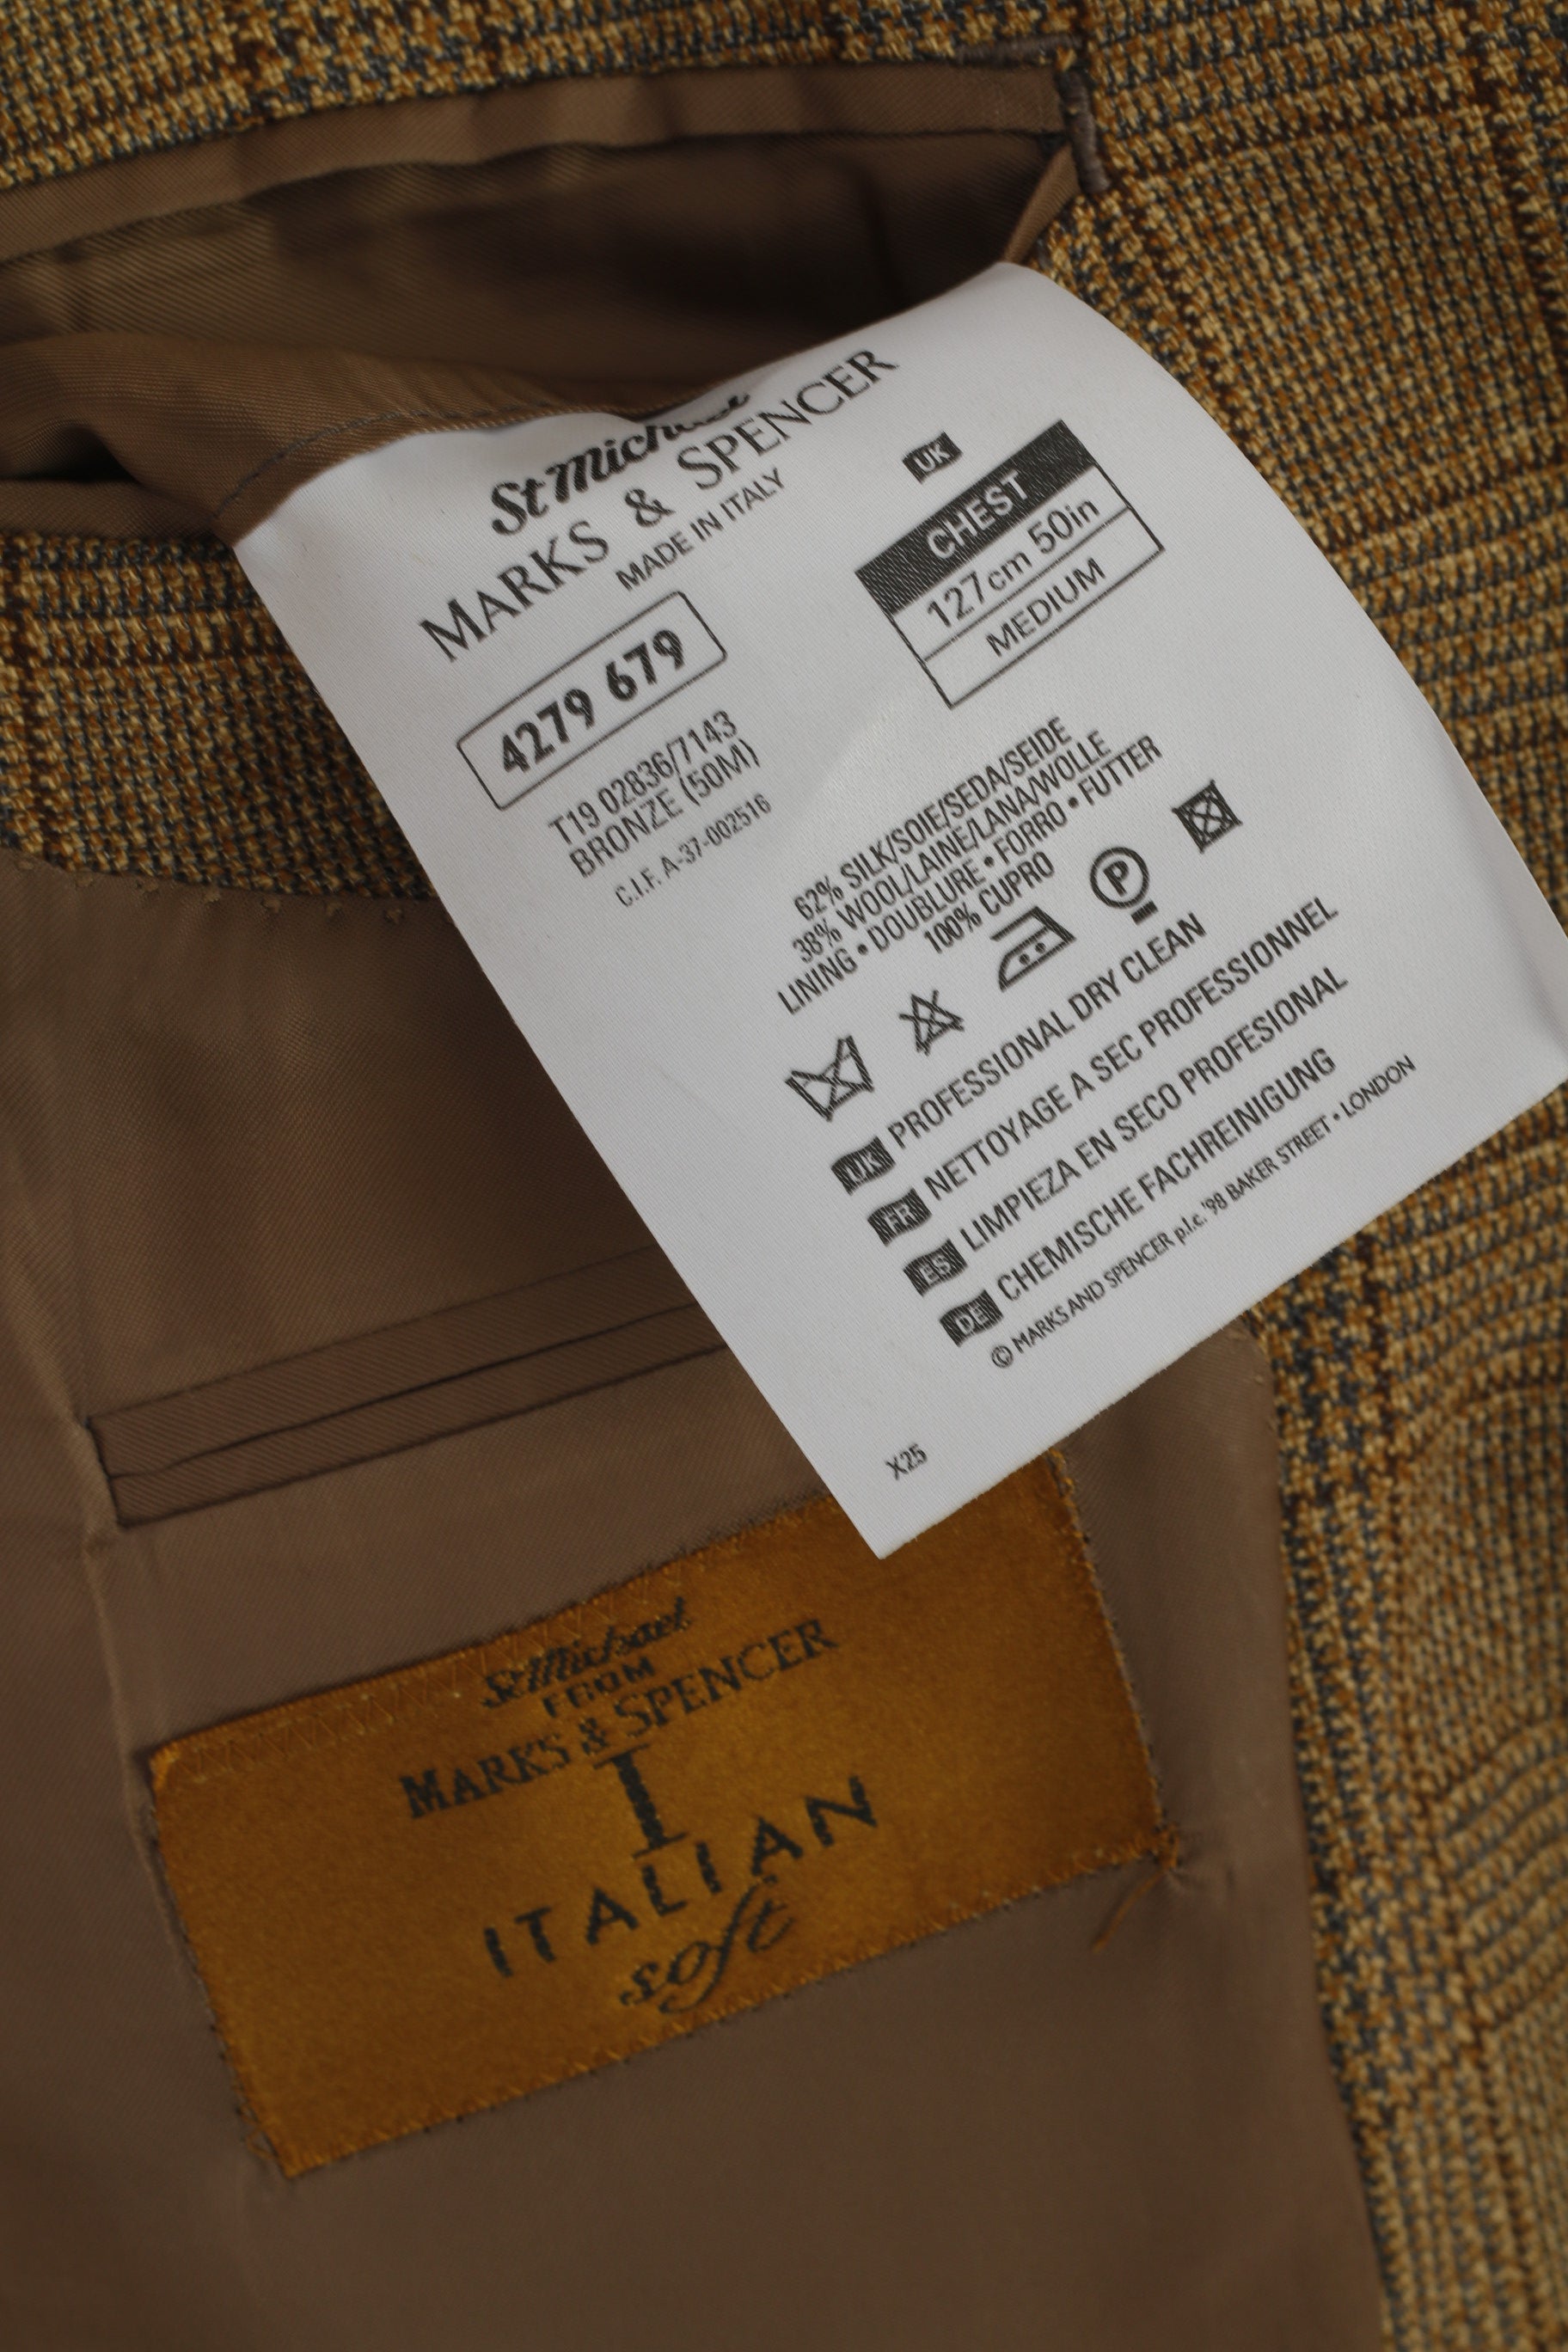 St Michael
MARKS & SPENCER
MADE IN ITALY
4279 679
T19 02836/7143
BRONZE (50M)
C.I.F. A-37-002516
UK
CHEST
127cm 50in
MEDIUM
62% SILK/SOIE/SEDA/SEIDE
38% WOOL/LAINE/LANA/WOLLE
LINING • DOUBLURE • FORRO • FUTTER
100% CUPRO
P
UK PROFESSIONAL DRY CLEAN
FR NETTOYAGE A SEC PROFESSIONNEL
ES LIMPIEZA EN SECO PROFESIONAL
DE CHEMISCHE FACHREINIGUNG
© MARKS AND SPENCER p.l.c. '98 BAKER STREET • LONDON
X25
St Michael
FROM
MARKS & SPENCER
I
ITALIAN
soft